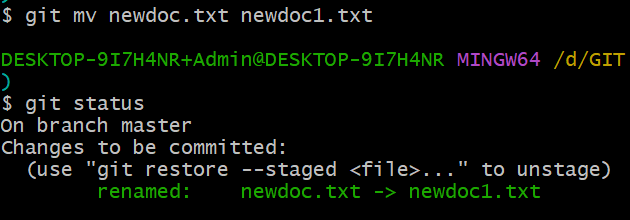 $ git mv newdoc.txt newdoc1.txt
DESKTOP-9I7H4NR+Admin@DESKTOP-9I7H4NR MINGW64 /d/GIT
)
$ git status
On branch master
Changes to be committed:
  (use "git restore --staged <file>..." to unstage)
        renamed:    newdoc.txt -> newdoc1.txt